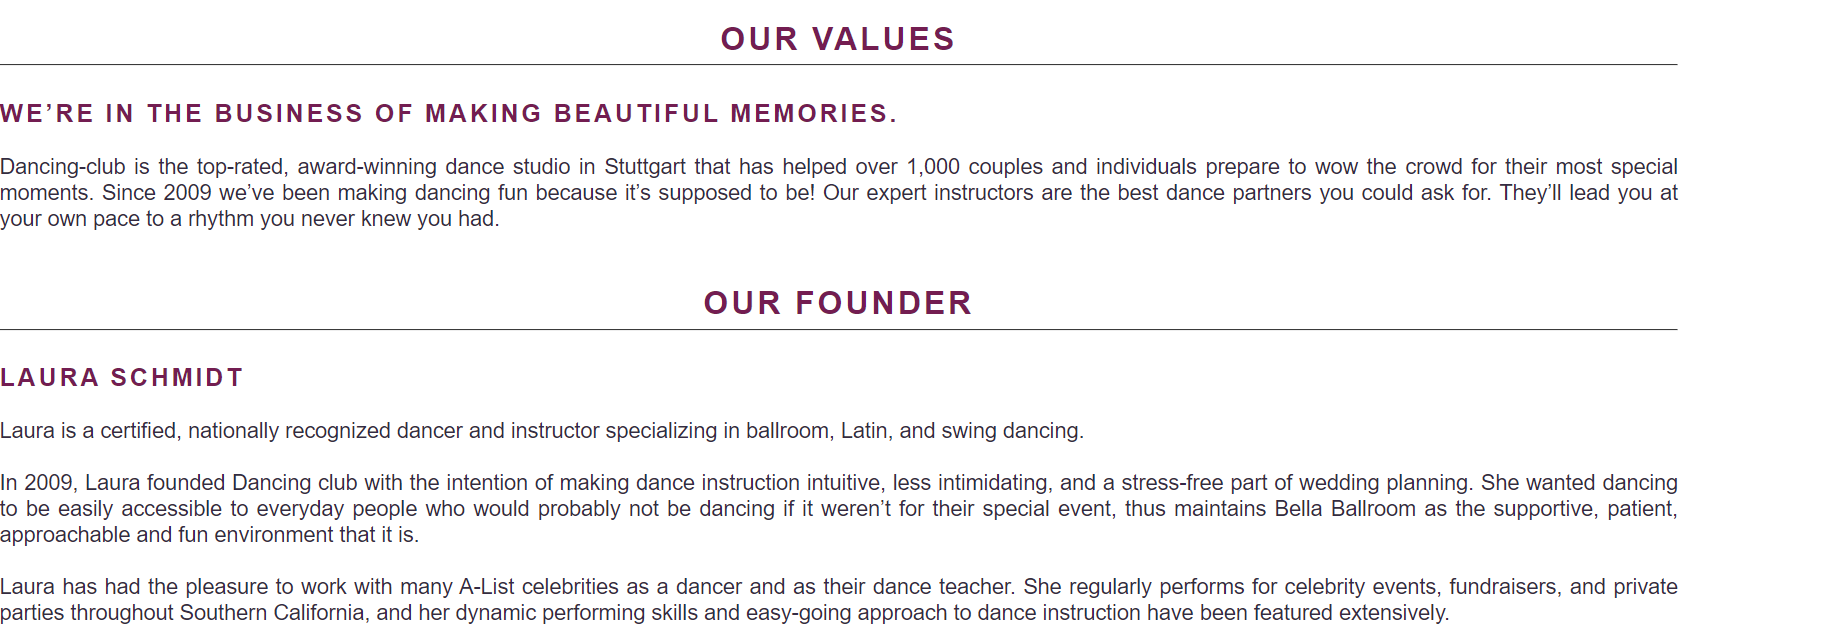 OUR VALUES
WE’RE IN THE BUSINESS OF MAKING BEAUTIFUL MEMORIES.
Dancing-club is the top-rated, award-winning dance studio in Stuttgart that has helped over 1,000 couples and individuals prepare to wow the crowd for their most special
moments. Since 2009 we’ve been making dancing fun because it’s supposed to be! Our expert instructors are the best dance partners you could ask for. They’ll lead you at
your own pace to a rhythm you never knew you had.
OUR FOUNDER
LAURA SCHMIDT
Laura is a certified, nationally recognized dancer and instructor specializing in ballroom, Latin, and swing dancing.
In 2009, Laura founded Dancing club with the intention of making dance instruction intuitive, less intimidating, and a stress-free part of wedding planning. She wanted dancing
to be easily accessible to everyday people who would probably not be dancing if it weren’t for their special event, thus maintains Bella Ballroom as the supportive, patient,
approachable and fun environment that it is.
Laura has had the pleasure to work with many A-List celebrities as a dancer and as their dance teacher. She regularly performs for celebrity events, fundraisers, and private
parties throughout Southern California, and her dynamic performing skills and easy-going approach to dance instruction have been featured extensively.